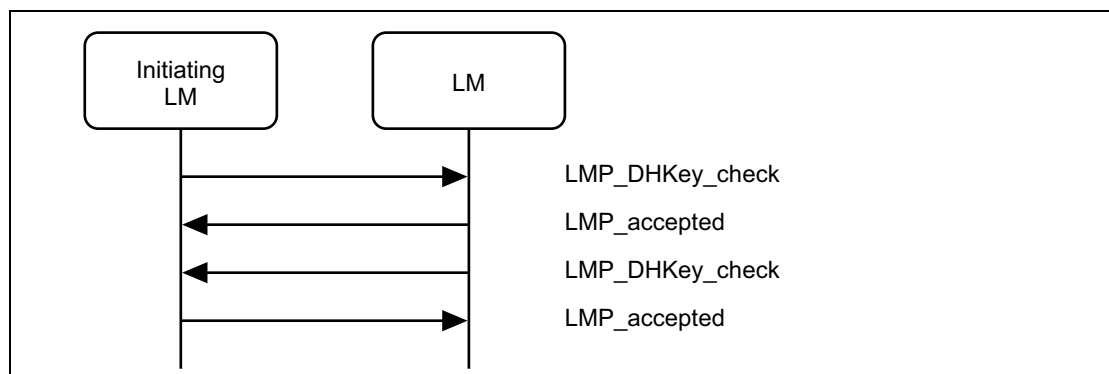 Initiating
LM
LM
LMP_DHKey_check
LMP_accepted
LMP_DHKey_check
LMP_accepted